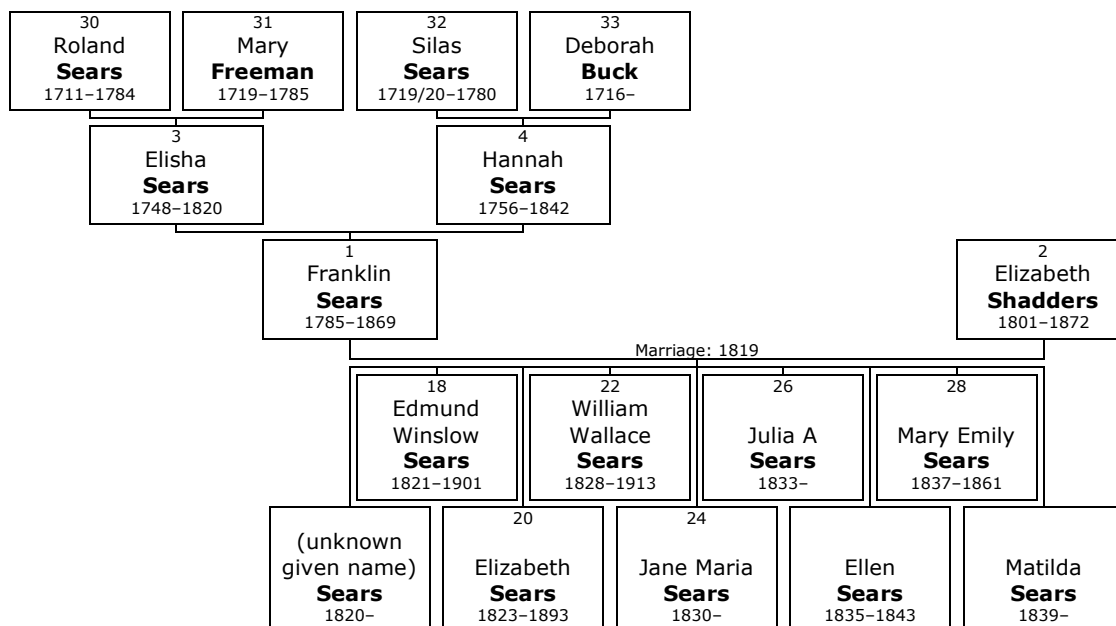 30
Roland
Sears
1711–1784
31
Mary
Freeman
1719–1785
32
Silas
Sears
1719/20–1780
33
Deborah
Buck
1716–
3
Elisha
Sears
1748–1820
4
Hannah
Sears
1756–1842
1
Franklin
Sears
1785–1869
2
Elizabeth
Shadders
1801–1872
Marriage: 1819
18
Edmund
Winslow
Sears
1821–1901
22
William
Wallace
Sears
1828–1913
26
Julia A
Sears
1833–
28
Mary Emily
Sears
1837–1861
(unknown
given name)
Sears
1820–
20
Elizabeth
Sears
1823–1893
24
Jane Maria
Sears
1830–
Ellen
Sears
1835–1843
Matilda
Sears
1839–